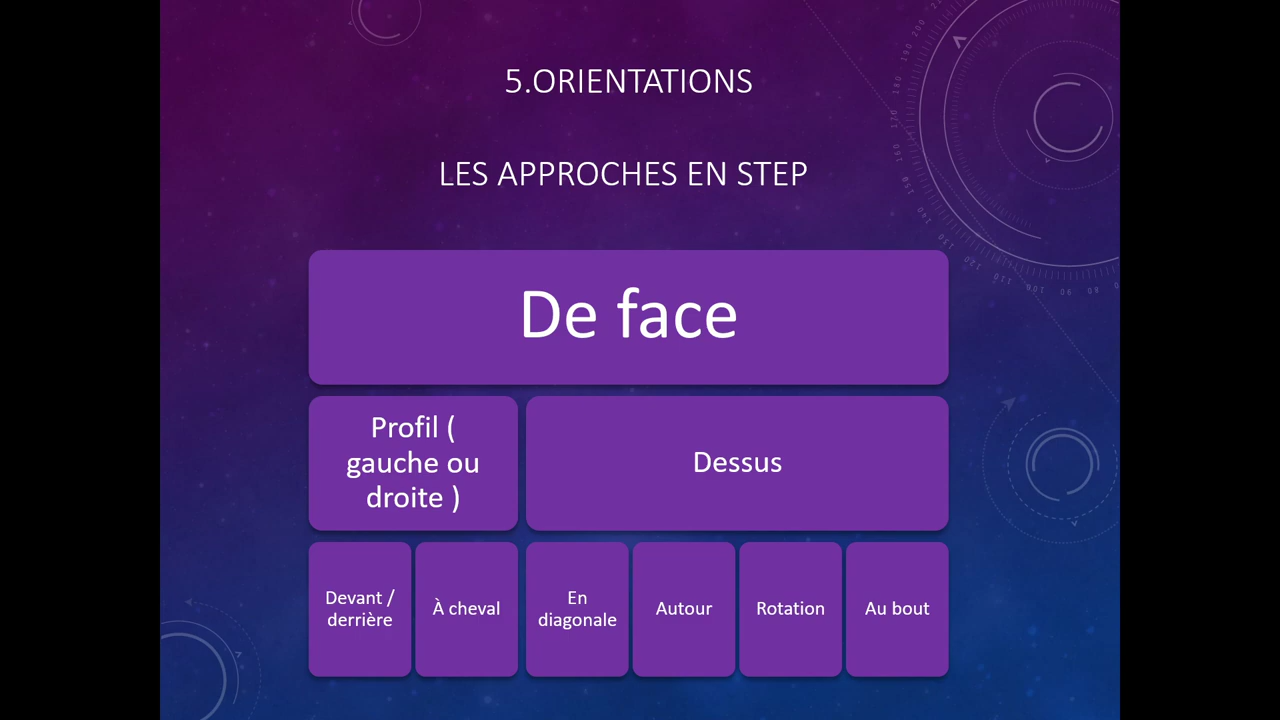 5.ORIENTATIONS
LES APPROCHES EN STEP
De face
Profil (
gauche ou
droite )
Dessus
Devant /
derrière
À cheval
En
diagonale
Autour
Rotation
Au bout